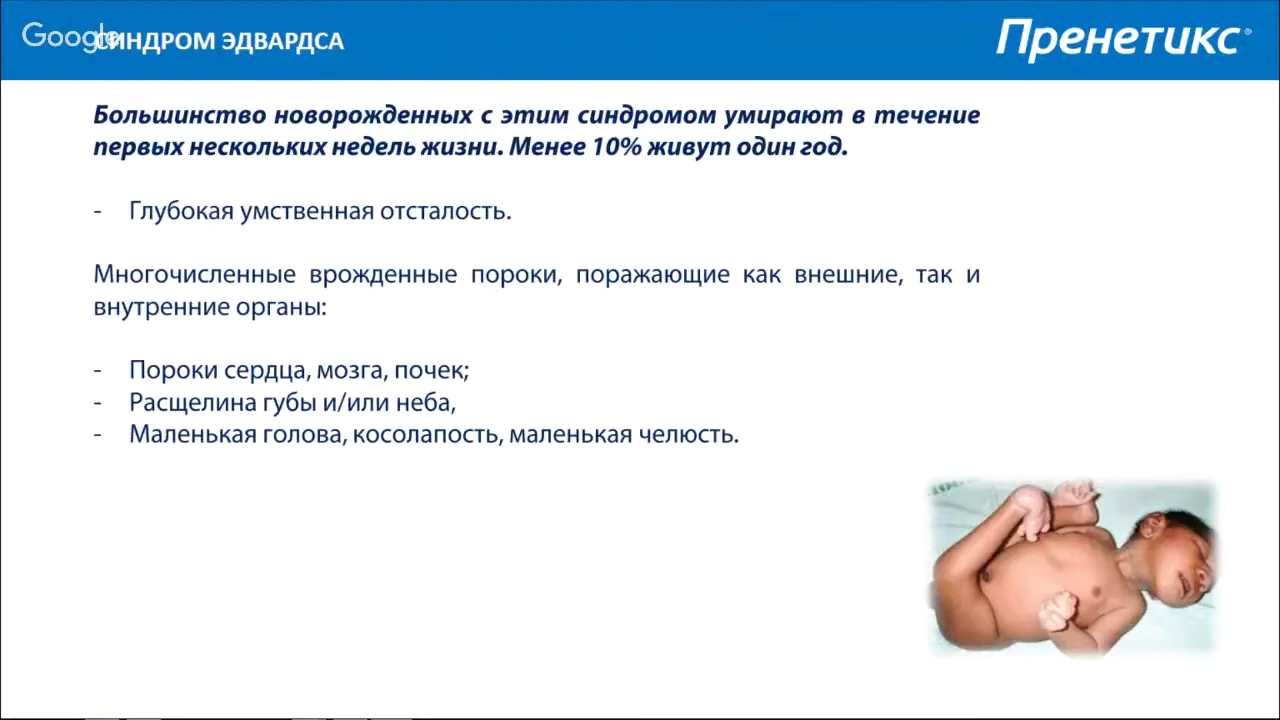 Google
СИНДРОМ ЭДВАРДСА
Пренетикс®
Большинство новорожденных с этим синдромом умирают в течение
первых нескольких недель жизни. Менее 10% живут один год.
- Глубокая умственная отсталость.
Многочисленные врожденные пороки, поражающие как внешние, так и
внутренние органы:
- Пороки сердца, мозга, почек;
- Расщелина губы и/или неба,
- Маленькая голова, косолапость, маленькая челюсть.